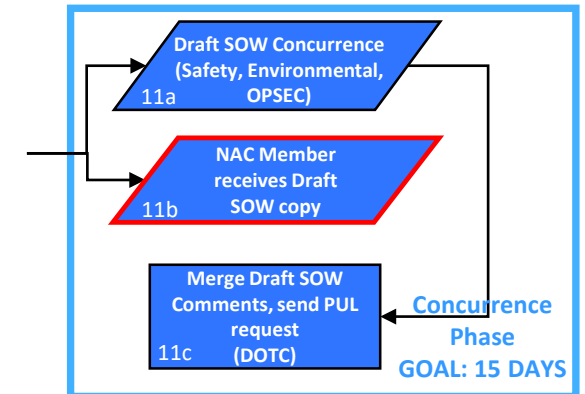 Draft SOW Concurrence
(Safety, Environmental,
OPSEC)
11a
NAC Member
receives Draft
SOW copy
11b
Merge Draft SOW
Comments, send PUL
request
(DOTC)
11c
Concurrence
Phase
GOAL: 15 DAYS